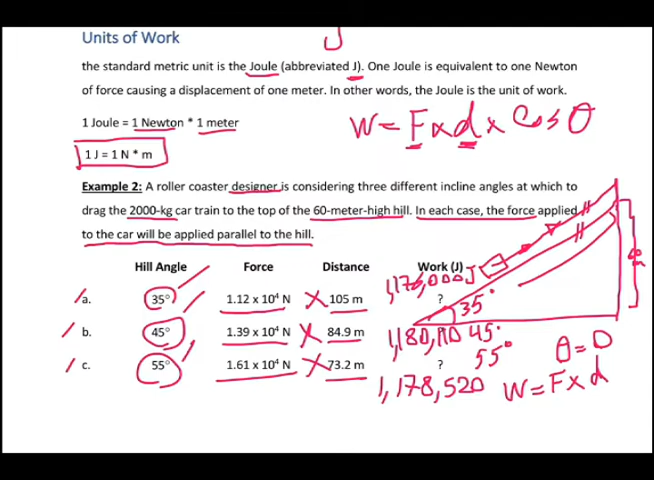 Units of Work
J
the standard metric unit is the Joule (abbreviated J). One Joule is equivalent to one Newton
of force causing a displacement of one meter. In other words, the Joule is the unit of work.
1 Joule = 1 Newton * 1 meter
W = F x d x Cos θ
1 J = 1 N * m
Example 2: A roller coaster designer is considering three different incline angles at which to
drag the 2000-kg car train to the top of the 60-meter-high hill. In each case, the force applied
to the car will be applied parallel to the hill.
Hill Angle Force Distance Work (J)
1,176,000 J
a. 35° 1.12 x 10⁴ N X 105 m ?
35°
b. 45° 1.39 x 10⁴ N X 84.9 m 1,180,110 45°
c. 55° 1.61 x 10⁴ N X 73.2 m ?
55°
θ = 0
1,178,520 W = F x d